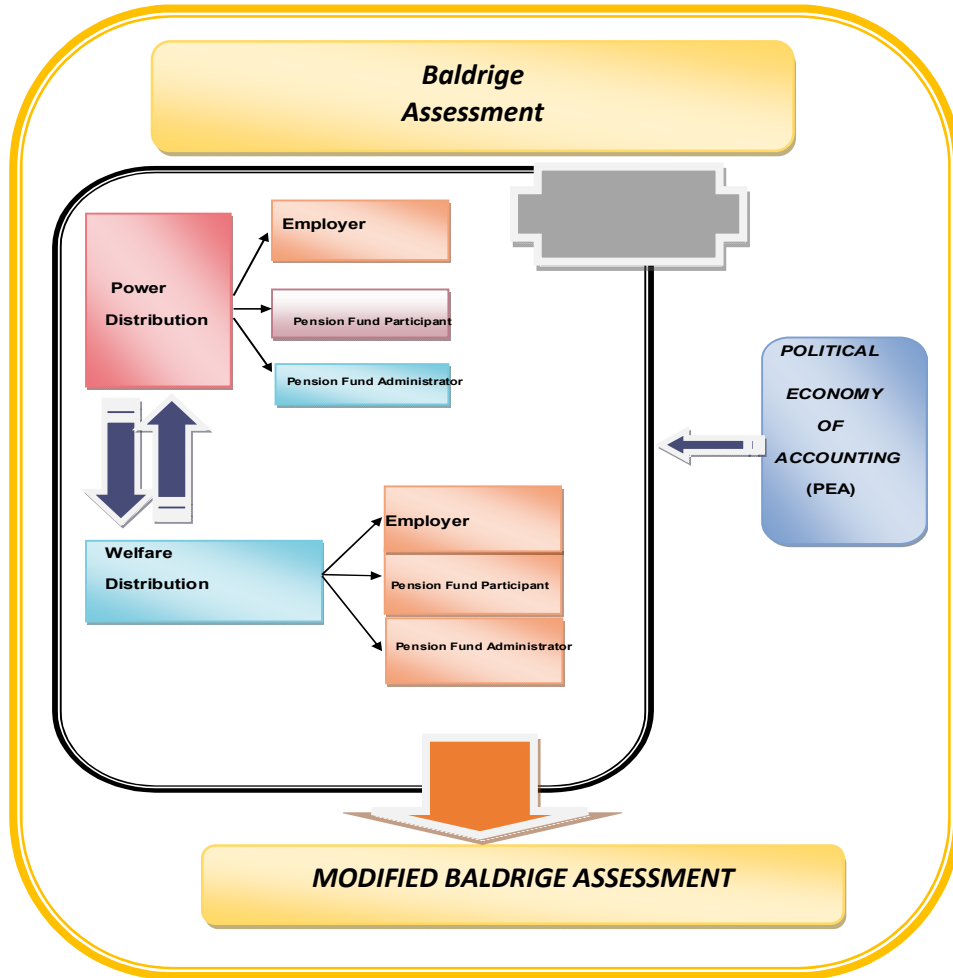 Baldrige
Assessment
Employer
Power
Distribution
Pension Fund Participant
Pension Fund Administrator
POLITICAL
ECONOMY
OF
ACCOUNTING
(PEA)
Employer
Welfare
Distribution
Pension Fund Participant
Pension Fund Administrator
MODIFIED BALDRIGE ASSESSMENT